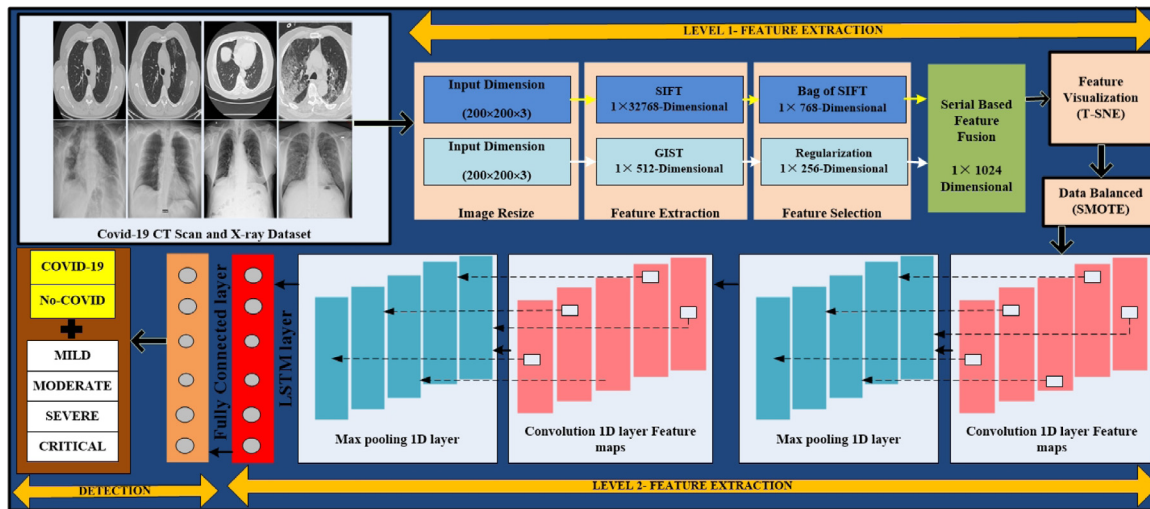 LEVEL 1- FEATURE EXTRACTION
Input Dimension
(200×200×3)
SIFT
1×32768-Dimensional
Bag of SIFT
1× 768-Dimensional
Input Dimension
(200×200×3)
GIST
1× 512-Dimensional
Regularization
1× 256-Dimensional
Image Resize
Feature Extraction
Feature Selection
Serial Based
Feature
Fusion
1× 1024
Dimensional
Feature
Visualization
(T-SNE)
Data Balanced
(SMOTE)
Covid-19 CT Scan and X-ray Dataset
COVID-19
No-COVID
MILD
MODERATE
SEVERE
CRITICAL
Fully Connected layer
LSTM layer
Max pooling 1D layer
Convolution 1D layer Feature
maps
Max pooling 1D layer
Convolution 1D layer Feature
maps
DETECTION
LEVEL 2- FEATURE EXTRACTION